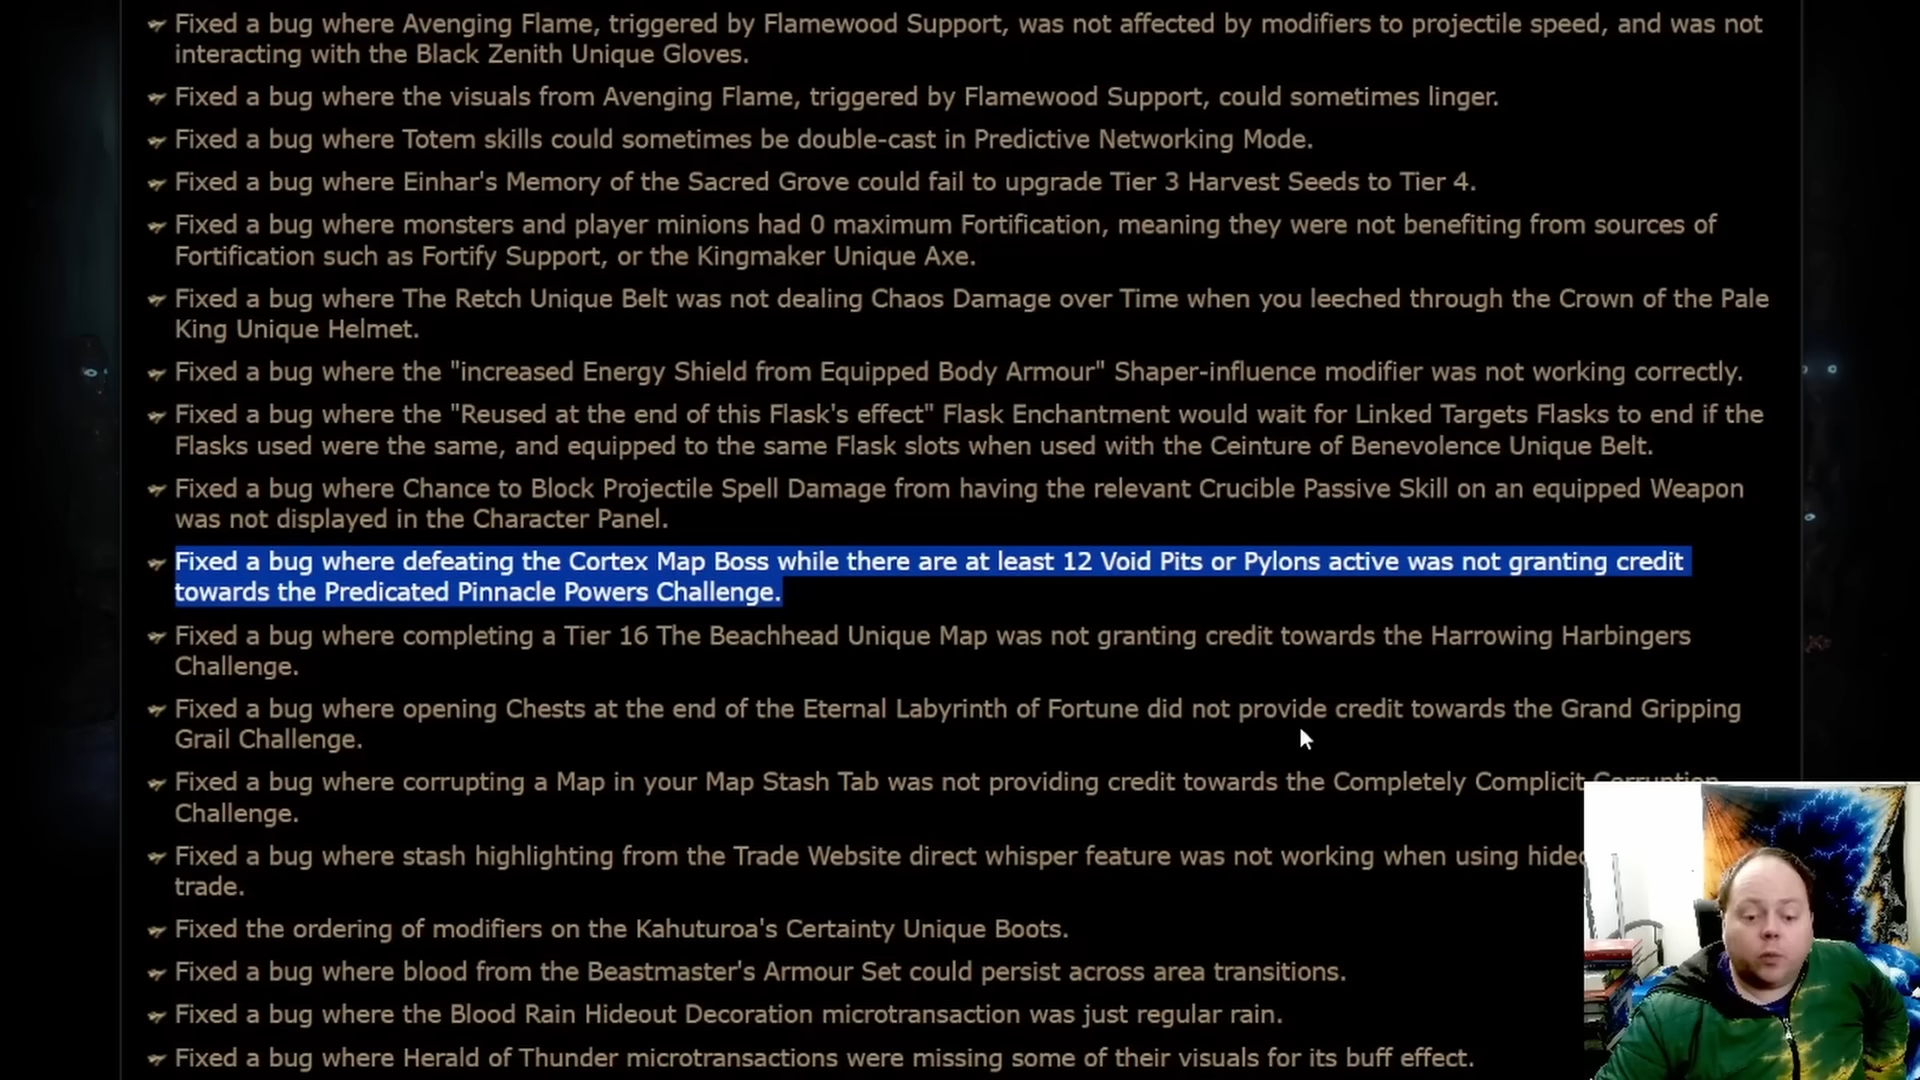 Fixed a bug where Avenging Flame, triggered by Flamewood Support, was not affected by modifiers to projectile speed, and was not
interacting with the Black Zenith Unique Gloves.
Fixed a bug where the visuals from Avenging Flame, triggered by Flamewood Support, could sometimes linger.
Fixed a bug where Totem skills could sometimes be double-cast in Predictive Networking Mode.
Fixed a bug where Einhar's Memory of the Sacred Grove could fail to upgrade Tier 3 Harvest Seeds to Tier 4.
Fixed a bug where monsters and player minions had 0 maximum Fortification, meaning they were not benefiting from sources of
Fortification such as Fortify Support, or the Kingmaker Unique Axe.
Fixed a bug where The Retch Unique Belt was not dealing Chaos Damage over Time when you leeched through the Crown of the Pale
King Unique Helmet.
Fixed a bug where the "increased Energy Shield from Equipped Body Armour" Shaper-influence modifier was not working correctly.
Fixed a bug where the "Reused at the end of this Flask's effect" Flask Enchantment would wait for Linked Targets Flasks to end if the
Flasks used were the same, and equipped to the same Flask slots when used with the Ceinture of Benevolence Unique Belt.
Fixed a bug where Chance to Block Projectile Spell Damage from having the relevant Crucible Passive Skill on an equipped Weapon
was not displayed in the Character Panel.
Fixed a bug where defeating the Cortex Map Boss while there are at least 12 Void Pits or Pylons active was not granting credit
towards the Predicated Pinnacle Powers Challenge.
Fixed a bug where completing a Tier 16 The Beachhead Unique Map was not granting credit towards the Harrowing Harbingers
Challenge.
Fixed a bug where opening Chests at the end of the Eternal Labyrinth of Fortune did not provide credit towards the Grand Gripping
Grail Challenge.
Fixed a bug where corrupting a Map in your Map Stash Tab was not providing credit towards the Completely Complicit Corruption
Challenge.
Fixed a bug where stash highlighting from the Trade Website direct whisper feature was not working when using
trade.
Fixed the ordering of modifiers on the Kahuturoa's Certainty Unique Boots.
Fixed a bug where blood from the Beastmaster's Armour Set could persist across area transitions.
Fixed a bug where the Blood Rain Hideout Decoration microtransaction was just regular rain.
Fixed a bug where Herald of Thunder microtransactions were missing some of their visuals for its buff effect.